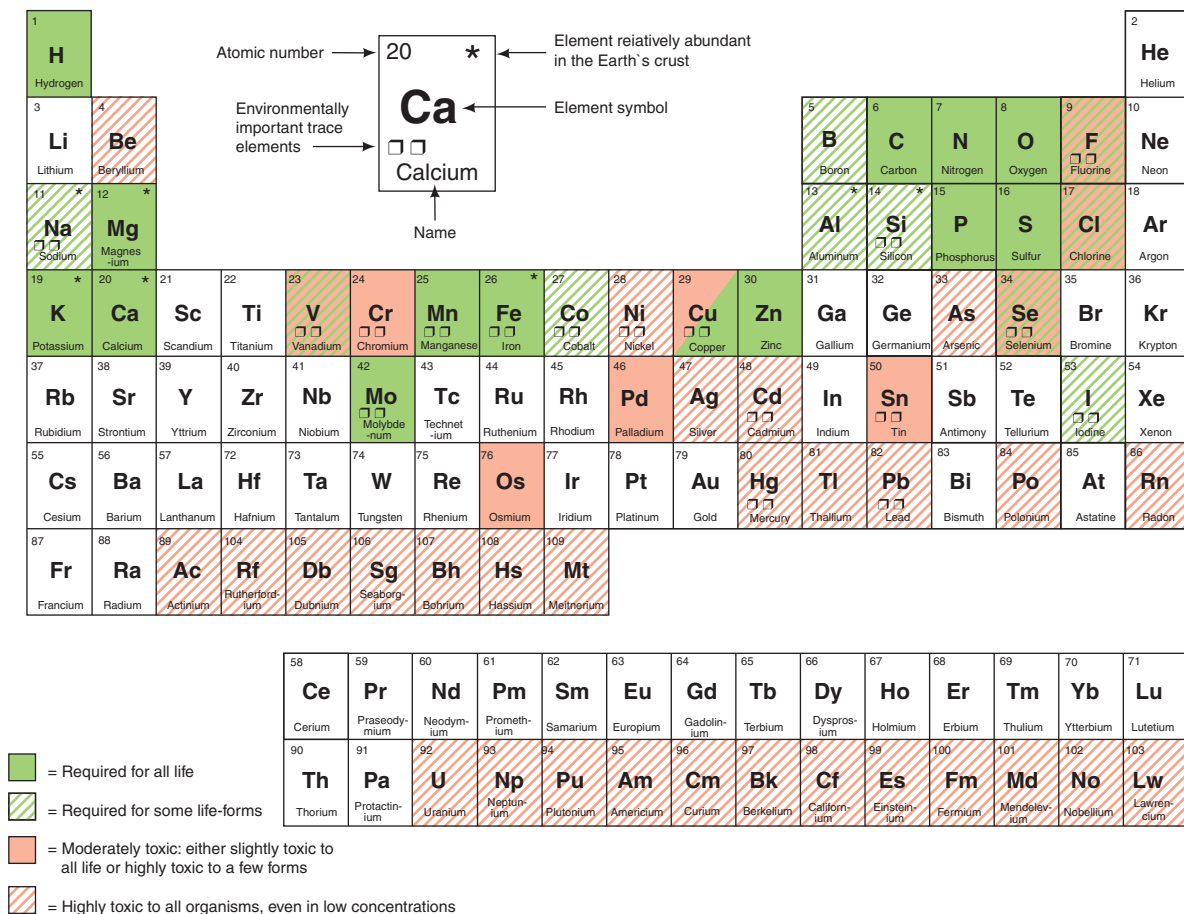 1
H
Hydrogen
2
He
Helium
Atomic number
20 *
Ca
Calcium
Element reiatively abundant
in the Earth`s crust
Environmentally
important trace
elements
Element symbol
Name
3
Li
Lithium
4
Be
Beryllium
5
B
Boron
6
C
Carbon
7
N
Nitrogen
8
O
Oxygen
9
F
Fluorine
10
Ne
Neon
11 *
Na
Sodium
12 *
Mg
Magnes
-ium
13 *
Al
Aluminum
14 *
Si
Silicon
15
P
Phosphorus
16
S
Sulfur
17
Cl
Chlorine
18
Ar
Argon
19 *
K
Potassium
20 *
Ca
Calcium
21
Sc
Scandium
22
Ti
Titanium
23
V
Vanadium
24
Cr
Chromium
25
Mn
Manganese
26 *
Fe
Iron
27
Co
Cobalt
28
Ni
Nickel
29
Cu
Copper
30
Zn
Zinc
31
Ga
Gallium
32
Ge
Germanium
33
As
Arsenic
34
Se
Selenium
35
Br
Bromine
36
Kr
Krypton
37
Rb
Rubidium
38
Sr
Strontium
39
Y
Yttrium
40
Zr
Zirconium
41
Nb
Niobium
42
Mo
Molybde
-num
43
Tc
Technet
-ium
44
Ru
Ruthenium
45
Rh
Rhodium
46
Pd
Palladium
47
Ag
Silver
48
Cd
Cadmium
49
In
Indium
50
Sn
Tin
51
Sb
Antimony
52
Te
Tellurium
53
I
Iodine
54
Xe
Xenon
55
Cs
Cesium
56
Ba
Barium
57
La
Lanthanum
72
Hf
Hafnium
73
Ta
Tantalum
74
W
Tungsten
75
Re
Rhenium
76
Os
Osmium
77
Ir
Iridium
78
Pt
Platinum
79
Au
Gold
80
Hg
Mercury
81
Tl
Thallium
82
Pb
Lead
83
Bi
Bismuth
84
Po
Polonium
85
At
Astatine
86
Rn
Radon
87
Fr
Francium
88
Ra
Radium
89
Ac
Actinium
104
Rf
Rutherford-
ium
105
Db
Dubnium
106
Sg
Seaborg-
ium
107
Bh
Bohrium
108
Hs
Hassium
109
Mt
Meitnerium
58
Ce
Cerium
59
Pr
Praseody-
mium
60
Nd
Neodym-
ium
61
Pm
Prometh-
ium
62
Sm
Samarium
63
Eu
Europium
64
Gd
Gadolin-
ium
65
Tb
Terbium
66
Dy
Dyspros-
ium
67
Ho
Holmium
68
Er
Erbium
69
Tm
Thulium
70
Yb
Ytterbium
71
Lu
Lutetium
90
Th
Thorium
91
Pa
Protactin-
ium
92
U
Uranium
93
Np
Neptun-
ium
94
Pu
Plutonium
95
Am
Americium
96
Cm
Curium
97
Bk
Berkelium
98
Cf
Californ-
ium
99
Es
Einstein-
ium
100
Fm
Fermium
101
Md
Mendelev-
ium
102
No
Nobellium
103
Lw
Lawren-
cium
= Required for all life
= Required for some life-forms
= Moderately toxic: either slightly toxic to
all life or highly toxic to a few forms
= Highly toxic to all organisms, even in low concentrations